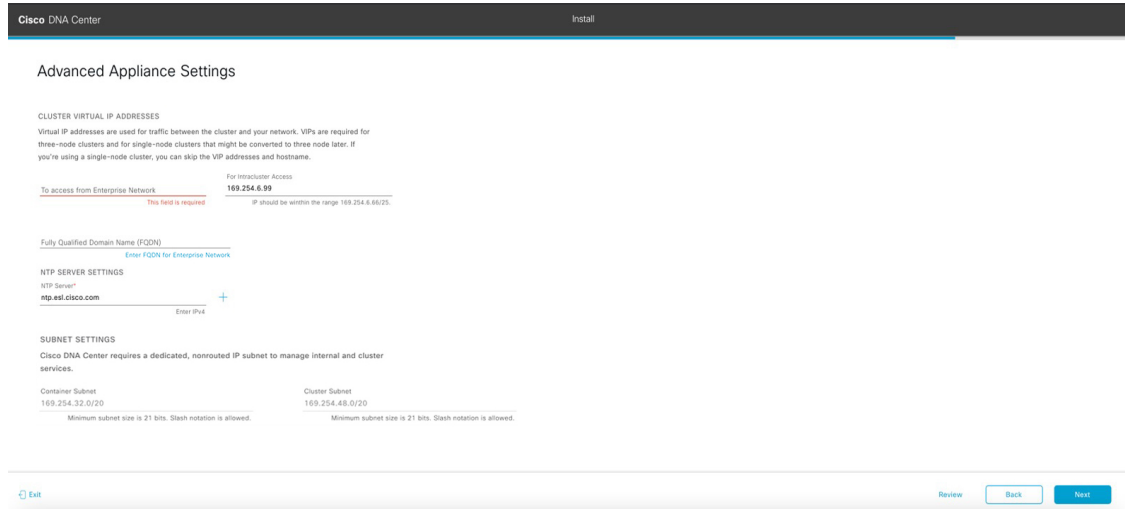 Cisco DNA Center
Install
Advanced Appliance Settings
CLUSTER VIRTUAL IP ADDRESSES
Virtual IP addresses are used for traffic between the cluster and your network. VIPs are required for
three-node clusters and for single-node clusters that might be converted to three node later. If
you're using a single-node cluster, you can skip the VIP addresses and hostname.
To access from Enterprise Network
This field is required
For Intracluster Access
169.254.6.99
IP should be winthin the range 169.254.6.66/25.
Fully Qualified Domain Name (FQDN)
Enter FQDN for Enterprise Network
NTP SERVER SETTINGS
NTP Server*
ntp.esl.cisco.com
Enter IPv4
SUBNET SETTINGS
Cisco DNA Center requires a dedicated, nonrouted IP subnet to manage internal and cluster
services.
Container Subnet
169.254.32.0/20
Minimum subnet size is 21 bits. Slash notation is allowed.
Cluster Subnet
169.254.48.0/20
Minimum subnet size is 21 bits. Slash notation is allowed.
Exit
Review
Back
Next